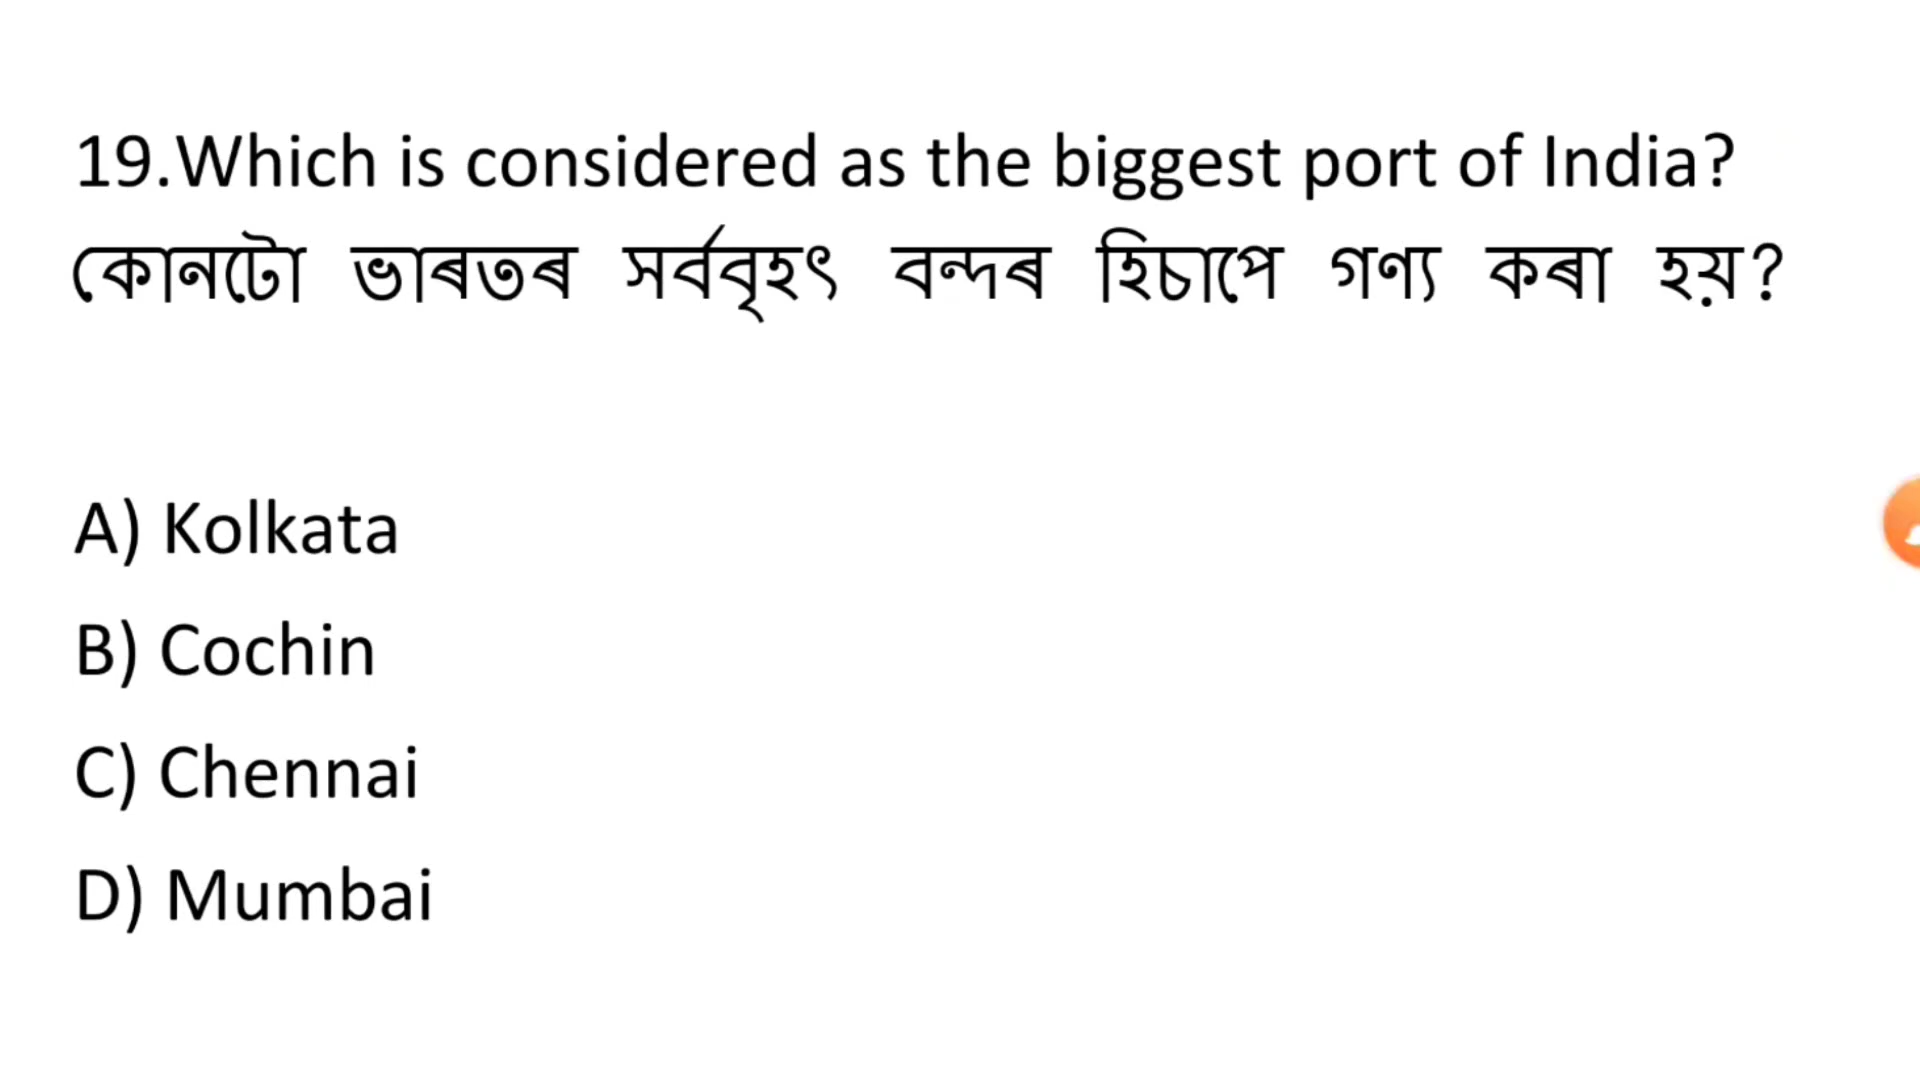 19.Which is considered as the biggest port of India?
কোনটো ভাৰতৰ সৰ্ববৃহৎ বন্দৰ হিচাপে গণ্য কৰা হয়?
A) Kolkata
B) Cochin
C) Chennai
D) Mumbai